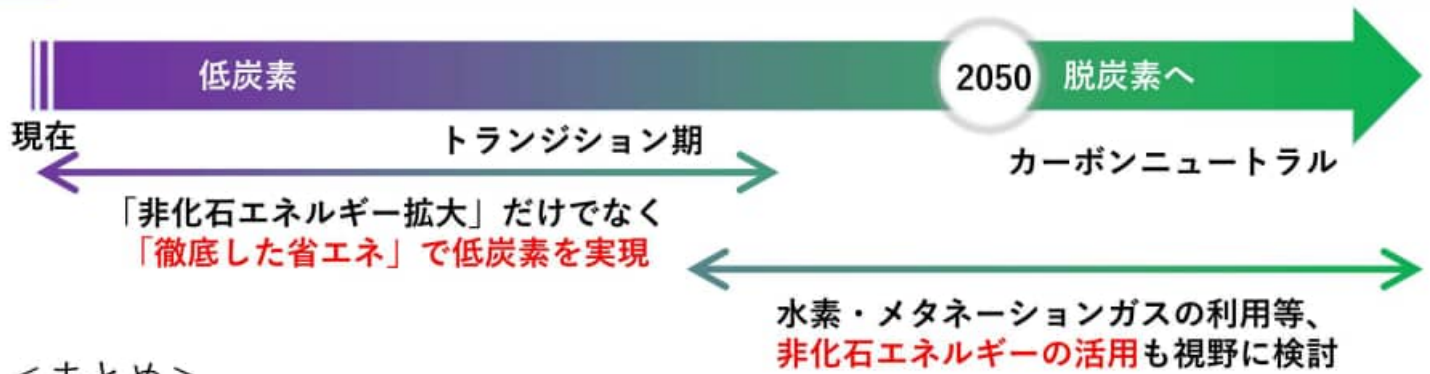 低炭素
2050 脱炭素へ
現在
トランジション期
カーボンニュートラル
「非化石エネルギー拡大」だけでなく
「徹底した省エネ」で低炭素を実現
水素・メタネーションガスの利用等、
非化石エネルギーの活用も視野に検討
＜まとめ＞